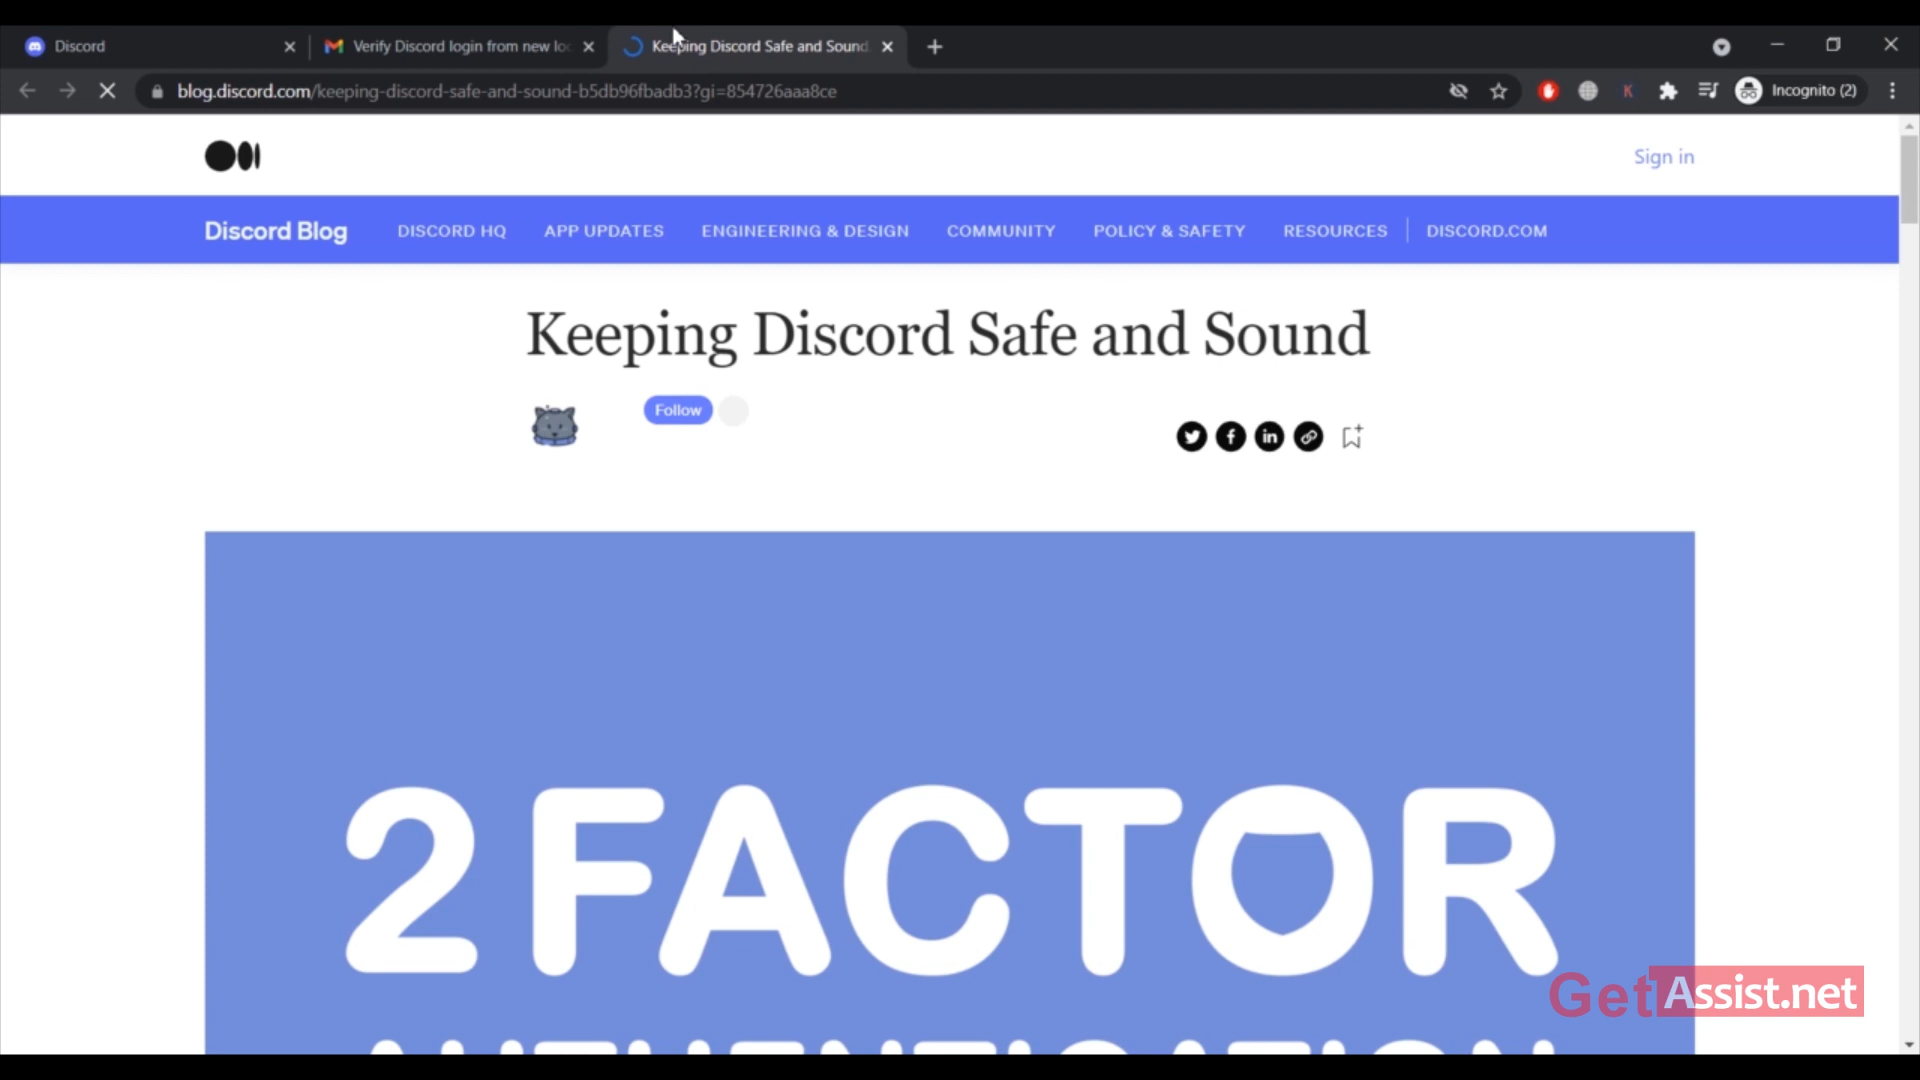 Discord
Verify Discord login from new lo
Keeping Discord Safe and Sound
blog.discord.com/keeping-discord-safe-and-sound-b5db96fbadb3?gi=854726aaa8ce
K
Incognito (2)
Sign in
Discord Blog
DISCORD HQ
APP UPDATES
ENGINEERING & DESIGN
COMMUNITY
POLICY & SAFETY
RESOURCES
DISCORD.COM
Keeping Discord Safe and Sound
Follow
2 FACTOR
AUTHENTICATION
GetAssist.net